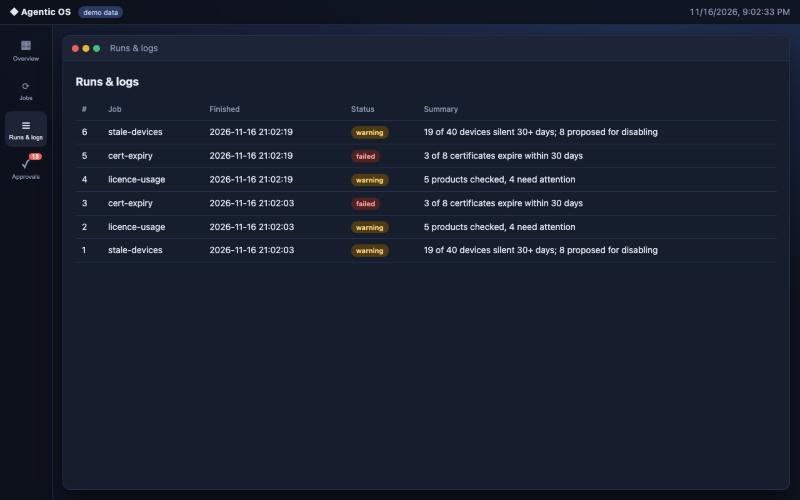 ◆ Agentic OS demo data 11/16/2026, 9:02:33 PM
Overview
Jobs
Runs & logs
13
Approvals
Runs & logs
Runs & logs
# Job Finished Status Summary
6 stale-devices 2026-11-16 21:02:19 warning 19 of 40 devices silent 30+ days; 8 proposed for disabling
5 cert-expiry 2026-11-16 21:02:19 failed 3 of 8 certificates expire within 30 days
4 licence-usage 2026-11-16 21:02:19 warning 5 products checked, 4 need attention
3 cert-expiry 2026-11-16 21:02:03 failed 3 of 8 certificates expire within 30 days
2 licence-usage 2026-11-16 21:02:03 warning 5 products checked, 4 need attention
1 stale-devices 2026-11-16 21:02:03 warning 19 of 40 devices silent 30+ days; 8 proposed for disabling